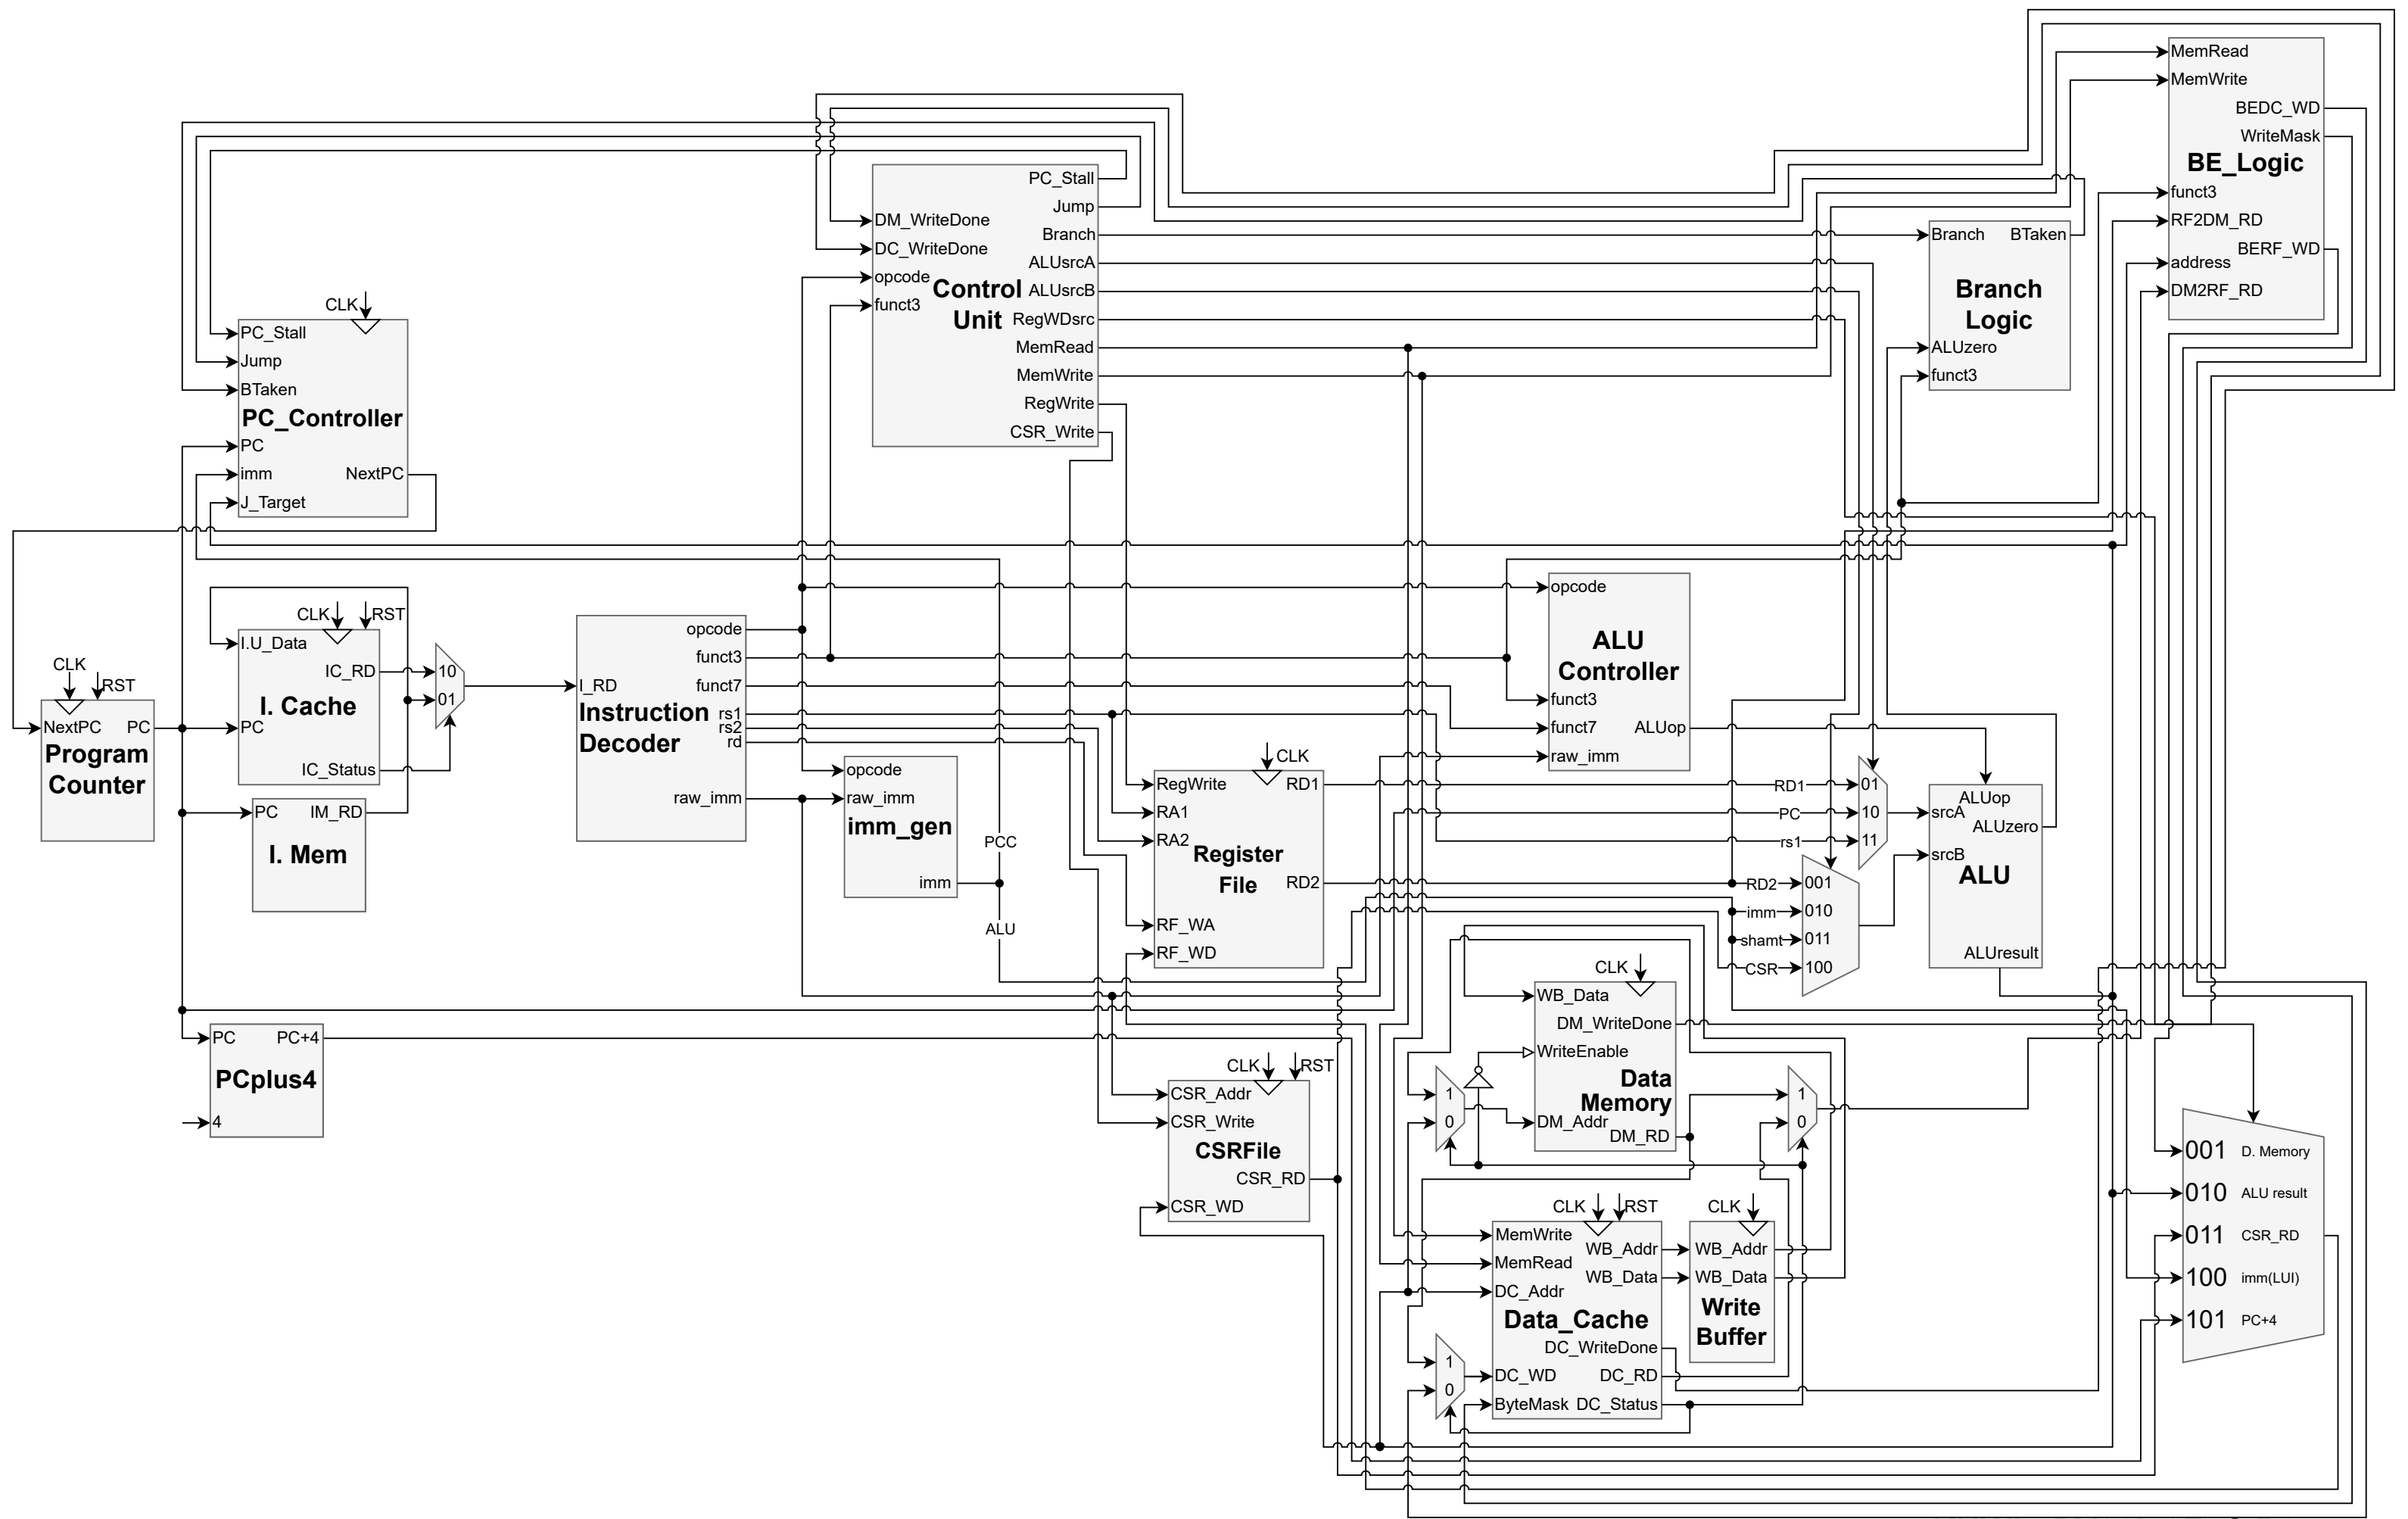 MemRead
MemWrite
BEDC_WD
WriteMask
BE_Logic
funct3
RF2DM_RD
BERF_WD
address
DM2RF_RD
PC_Stall
Jump
DM_WriteDone
Branch
DC_WriteDone
ALUsrcA
opcode
Control
Unit
ALUsrcB
funct3
RegWDsrc
MemRead
MemWrite
RegWrite
CSR_Write
Branch
BTaken
Branch
Logic
ALUzero
funct3
CLK
PC_Stall
Jump
BTaken
PC_Controller
PC
imm
NextPC
J_Target
CLK
RST
I.U_Data
IC_RD
I. Cache
PC
IC_Status
10
01
CLK
RST
NextPC
PC
Program
Counter
PC
IM_RD
I. Mem
I_RD
Instruction
Decoder
opcode
funct3
funct7
rs1
rs2
rd
raw_imm
opcode
raw_imm
imm_gen
imm
PCC
ALU
opcode
ALU
Controller
funct3
funct7
ALUop
raw_imm
CLK
RegWrite
RD1
RA1
RA2
Register
File
RD2
RF_WA
RF_WD
RD1
01
PC
10
rs1
11
RD2
001
imm
010
shamt
011
CSR
100
ALUop
srcA
ALUzero
srcB
ALU
ALUresult
PC
PC+4
PCplus4
4
CLK
RST
CSR_Addr
CSR_Write
CSRFile
CSR_RD
CSR_WD
CLK
WB_Data
DM_WriteDone
WriteEnable
Data
Memory
DM_Addr
DM_RD
1
0
1
0
CLK
RST
MemWrite
WB_Addr
MemRead
WB_Data
DC_Addr
Data_Cache
DC_WriteDone
DC_WD
DC_RD
ByteMask
DC_Status
1
0
CLK
WB_Addr
WB_Data
Write
Buffer
001 D. Memory
010 ALU result
011 CSR_RD
100 imm(LUI)
101 PC+4